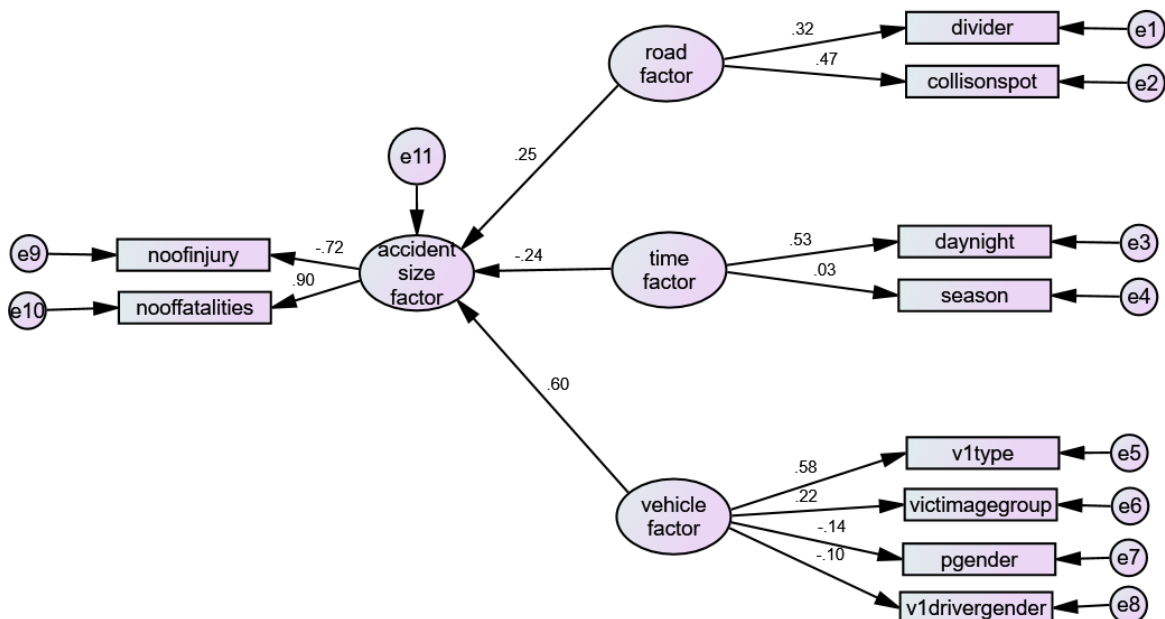 divider
e1
.32
road
factor
.47
collisonspot
e2
.25
e11
e9
noofinjury
-.72
accident
size
factor
-.24
time
factor
.53
daynight
e3
.03
season
e4
e10
nooffatalities
.90
.60
vehicle
factor
.58
v1type
e5
.22
victimagegroup
e6
-.14
pgender
e7
-.10
v1drivergender
e8